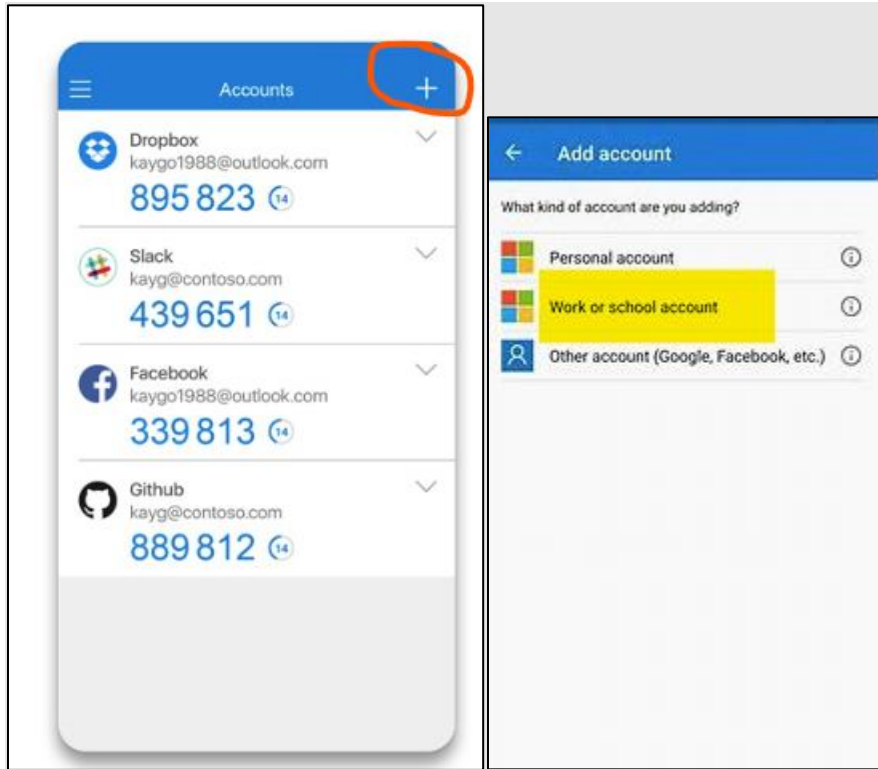 Accounts
Dropbox
kaygo1988@outlook.com
895 823 14
Slack
kayg@contoso.com
439 651 14
Facebook
kaygo1988@outlook.com
339 813 14
Github
kayg@contoso.com
889 812 14
Add account
What kind of account are you adding?
Personal account
Work or school account
Other account (Google, Facebook, etc.)